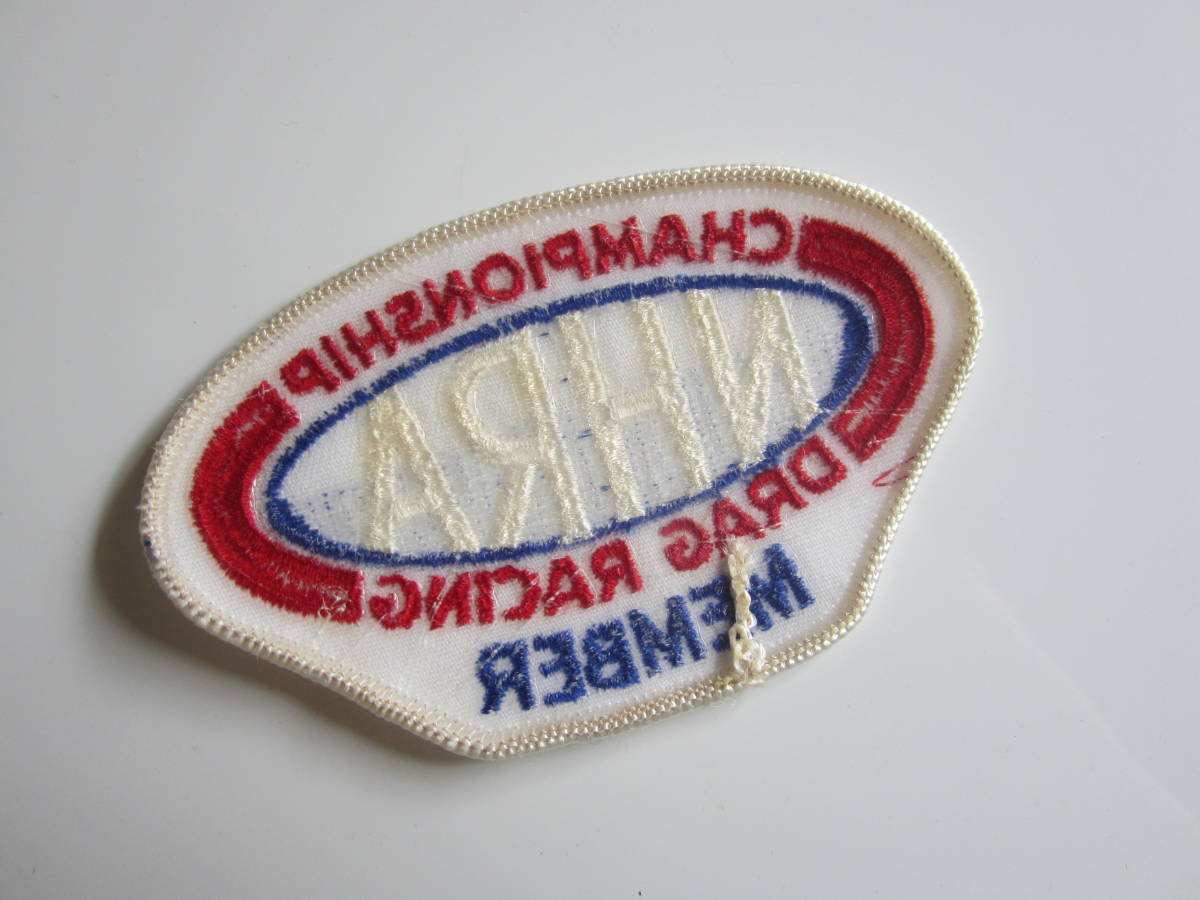 CHAMPIONSHIP
NHRA
DRAG RACING
MEMBER